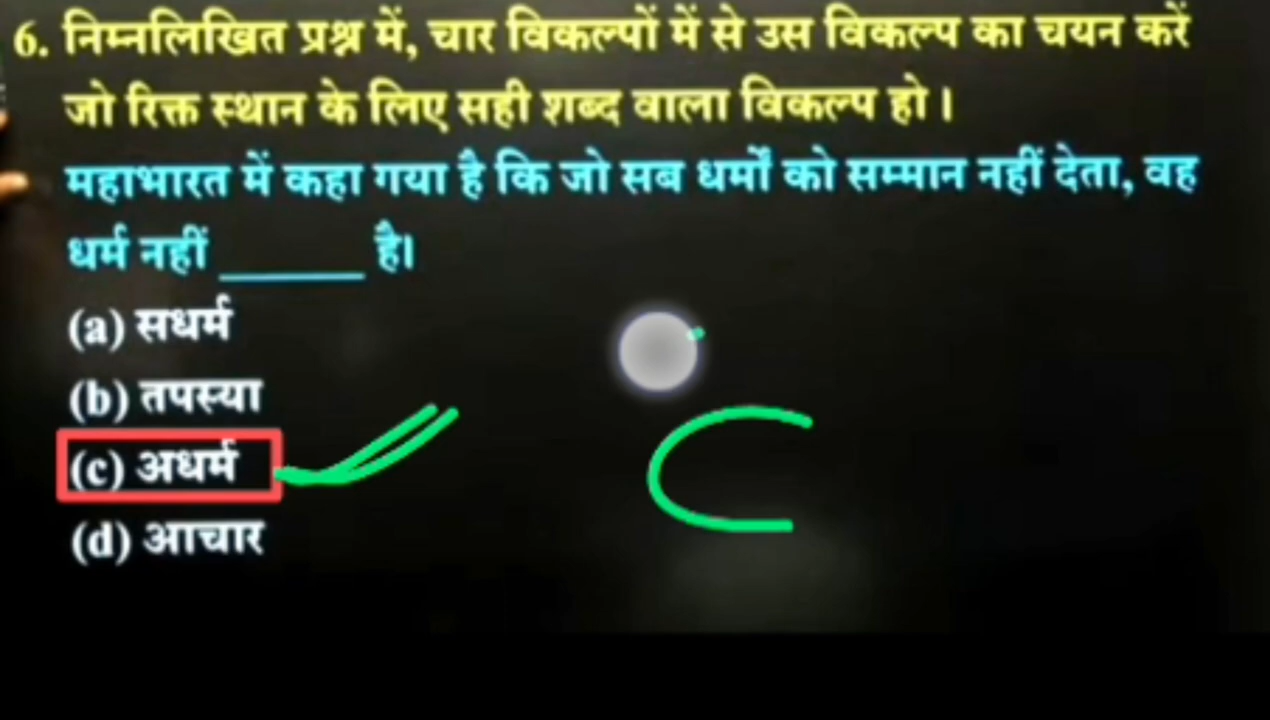 6. निम्नलिखित प्रश्न में, चार विकल्पों में से उस विकल्प का चयन करें
जो रिक्त स्थान के लिए सही शब्द वाला विकल्प हो।
महाभारत में कहा गया है कि जो सब धर्मों को सम्मान नहीं देता, वह
धर्म नहीं ______ है।
(a) सधर्म
(b) तपस्या
(c) अधर्म
(d) आचार
C